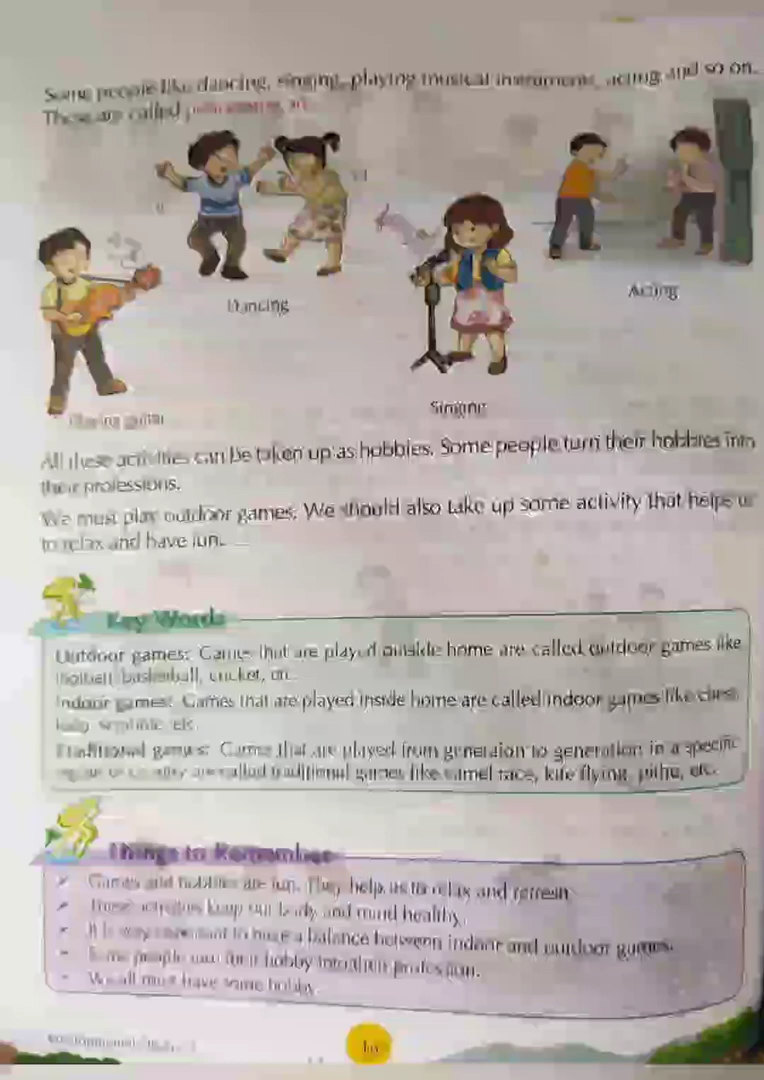 Some people like dancing, singing, playing musical instruments, acting and so on.
These are called performing art
Dancing
Acting
Playing guitar
Singing
All these activities can be taken up as hobbies. Some people turn their hobbies into
their professions.
We must play outdoor games. We should also take up some activity that helps us
to relax and have fun.
Key Words
Outdoor games: Games that are played outside home are called outdoor games like
football, basketball, cricket, etc.
Indoor games: Games that are played inside home are called indoor games like chess,
ludo, scrabble, etc.
Traditional games: Games that are played from generation to generation in a specific
are called traditional games like camel race, kite flying, pithu, etc.
Things to Remember
Games and hobbies are fun. They help us to relax and refresh
These activities keep our body and mind healthy.
It is very important to have a balance between indoor and outdoor games.
Some people turn their hobby into their profession.
We all must have some hobby.